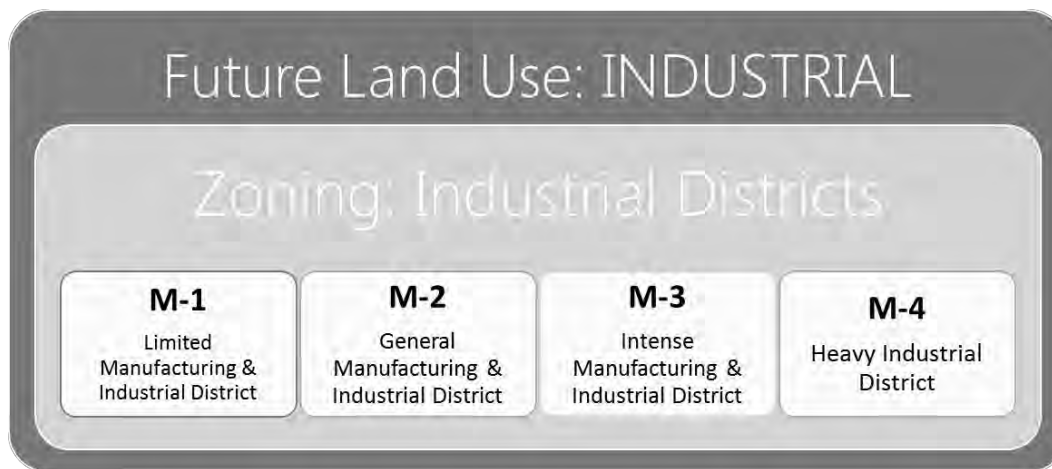 Future Land Use: INDUSTRIAL
Zoning: Industrial Districts
M-1
Limited
Manufacturing &
Industrial District
M-2
General
Manufacturing &
Industrial District
M-3
Intense
Manufacturing &
Industrial District
M-4
Heavy Industrial
District